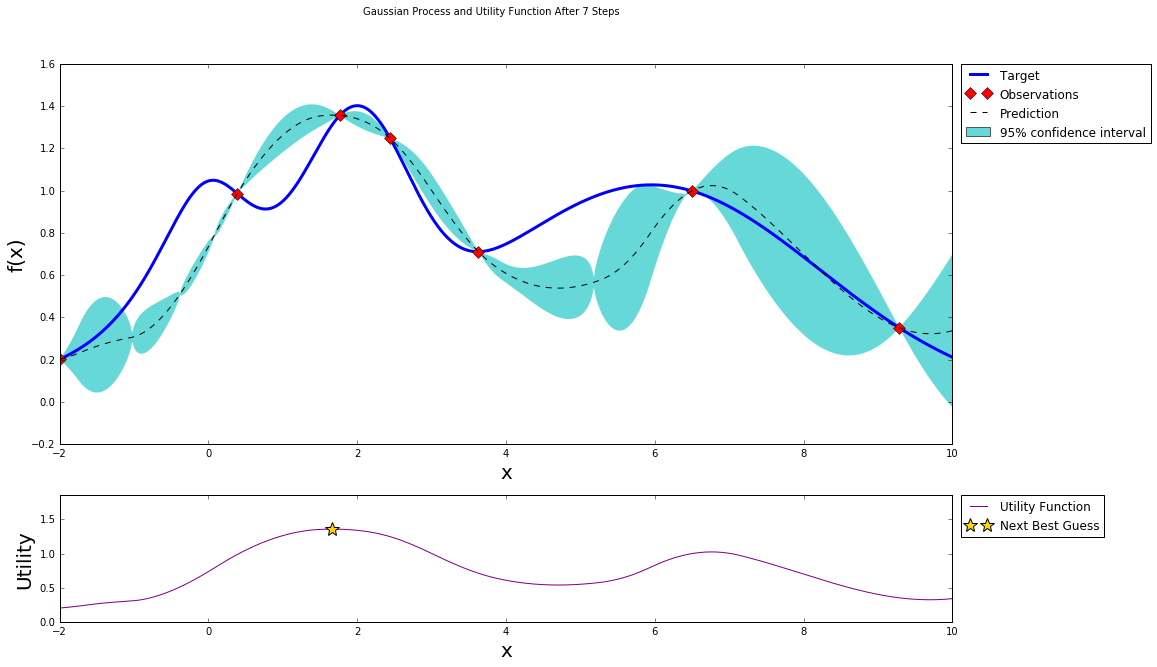 Gaussian Process and Utility Function After 7 Steps
1.6
1.4
1.2
1.0
0.8
0.6
0.4
0.2
0.0
−0.2
f(x)
−2
0
2
4
6
8
10
x
Target
Observations
Prediction
95% confidence interval
1.5
1.0
0.5
0.0
Utility
−2
0
2
4
6
8
10
x
Utility Function
Next Best Guess